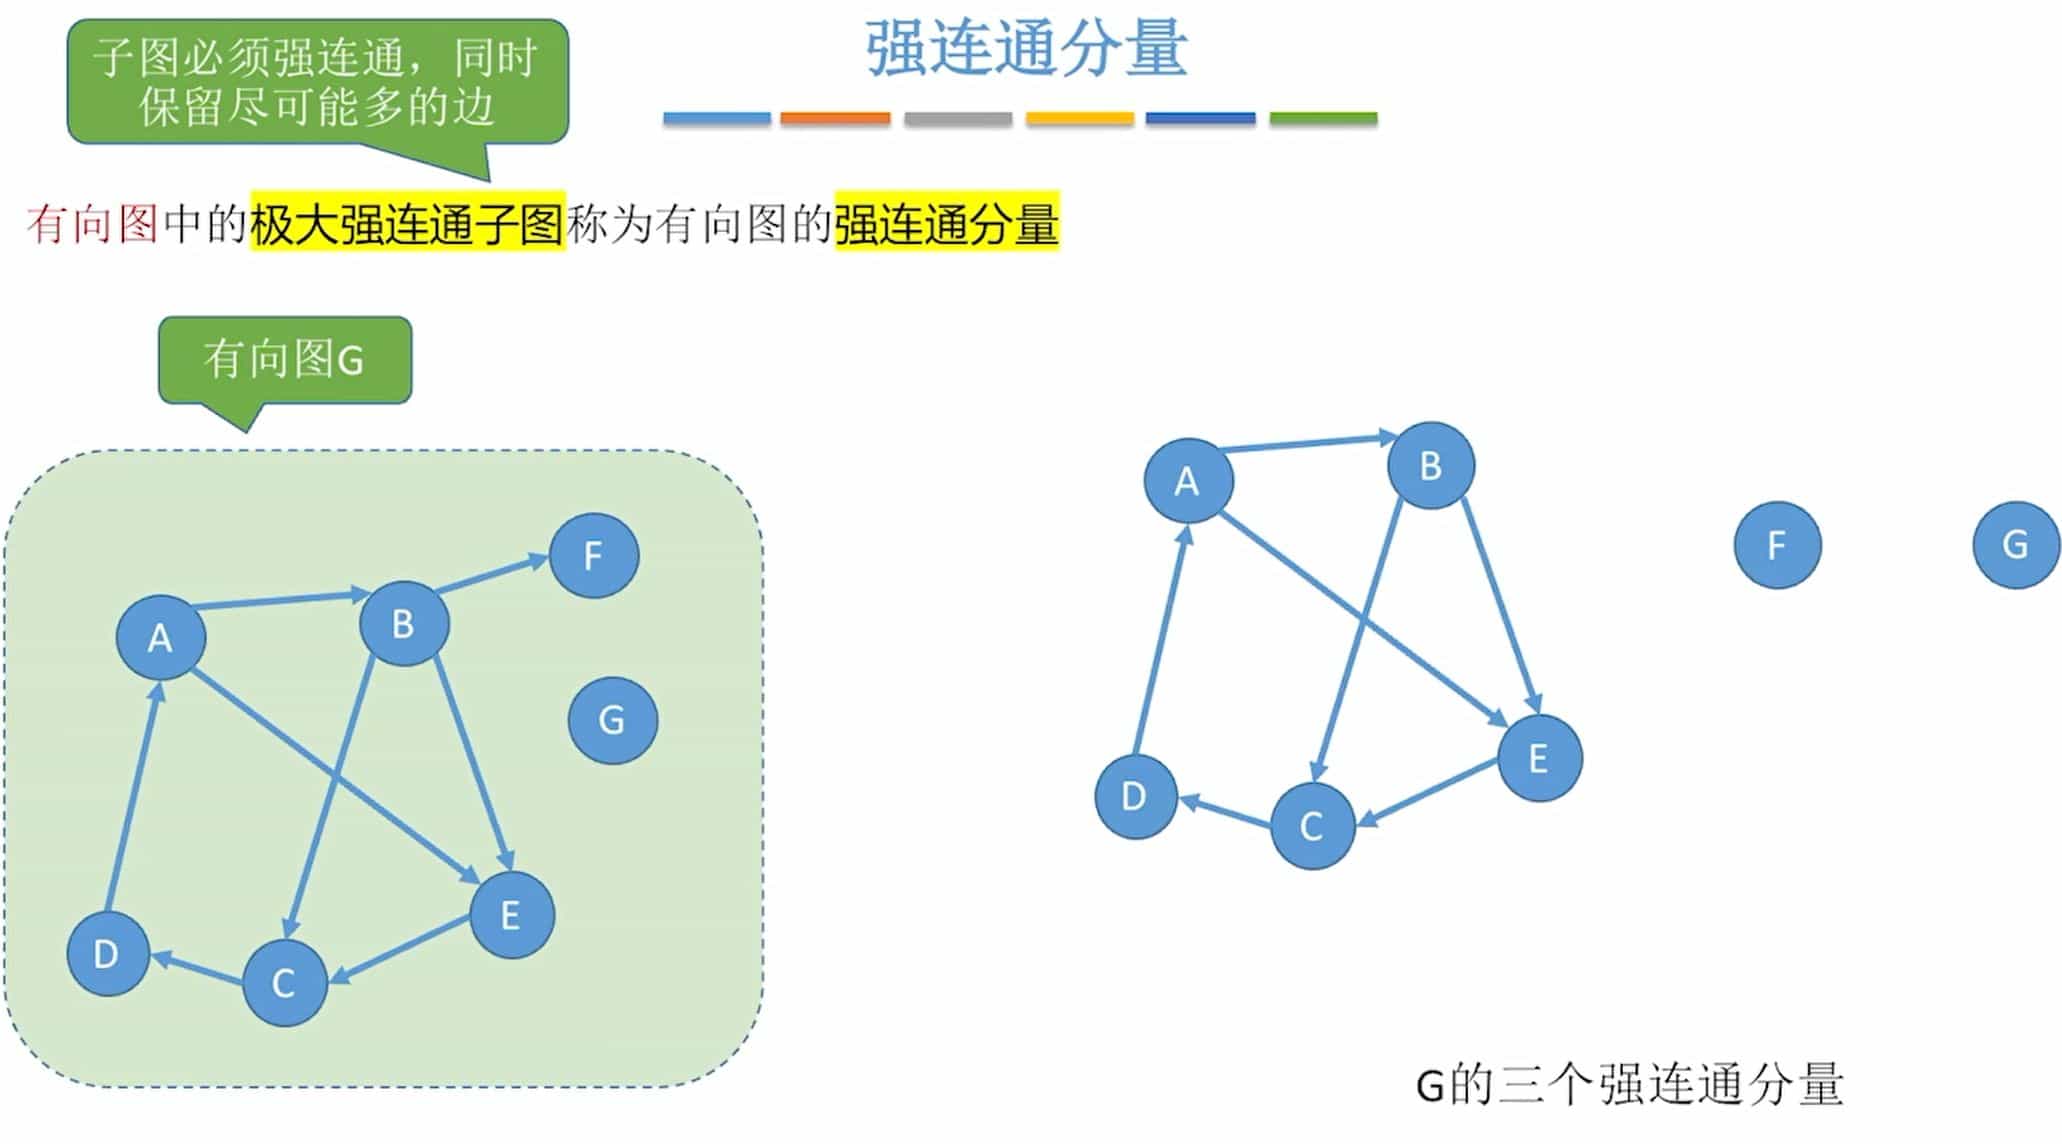 强连通分量
子图必须强连通，同时
保留尽可能多的边
有向图中的极大强连通子图称为有向图的强连通分量
有向图G
F
A
B
G
E
D
C
A
B
F
G
D
C
E
G的三个强连通分量